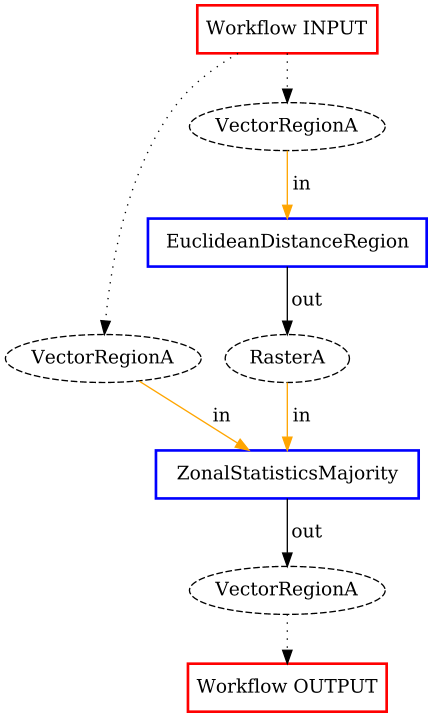 Workflow INPUT
VectorRegionA
in
EuclideanDistanceRegion
out
VectorRegionA
RasterA
in
in
ZonalStatisticsMajority
out
VectorRegionA
Workflow OUTPUT